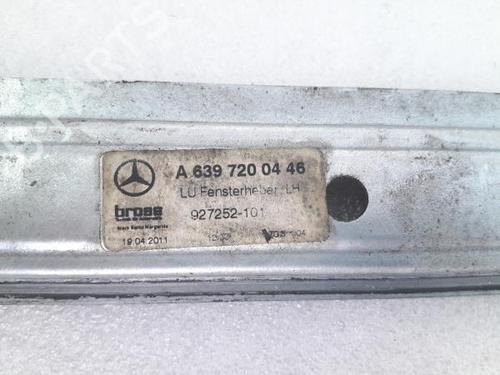 A 639 720 04 46
LU Fensterheber LH
brose
927252-101
19.04.2011